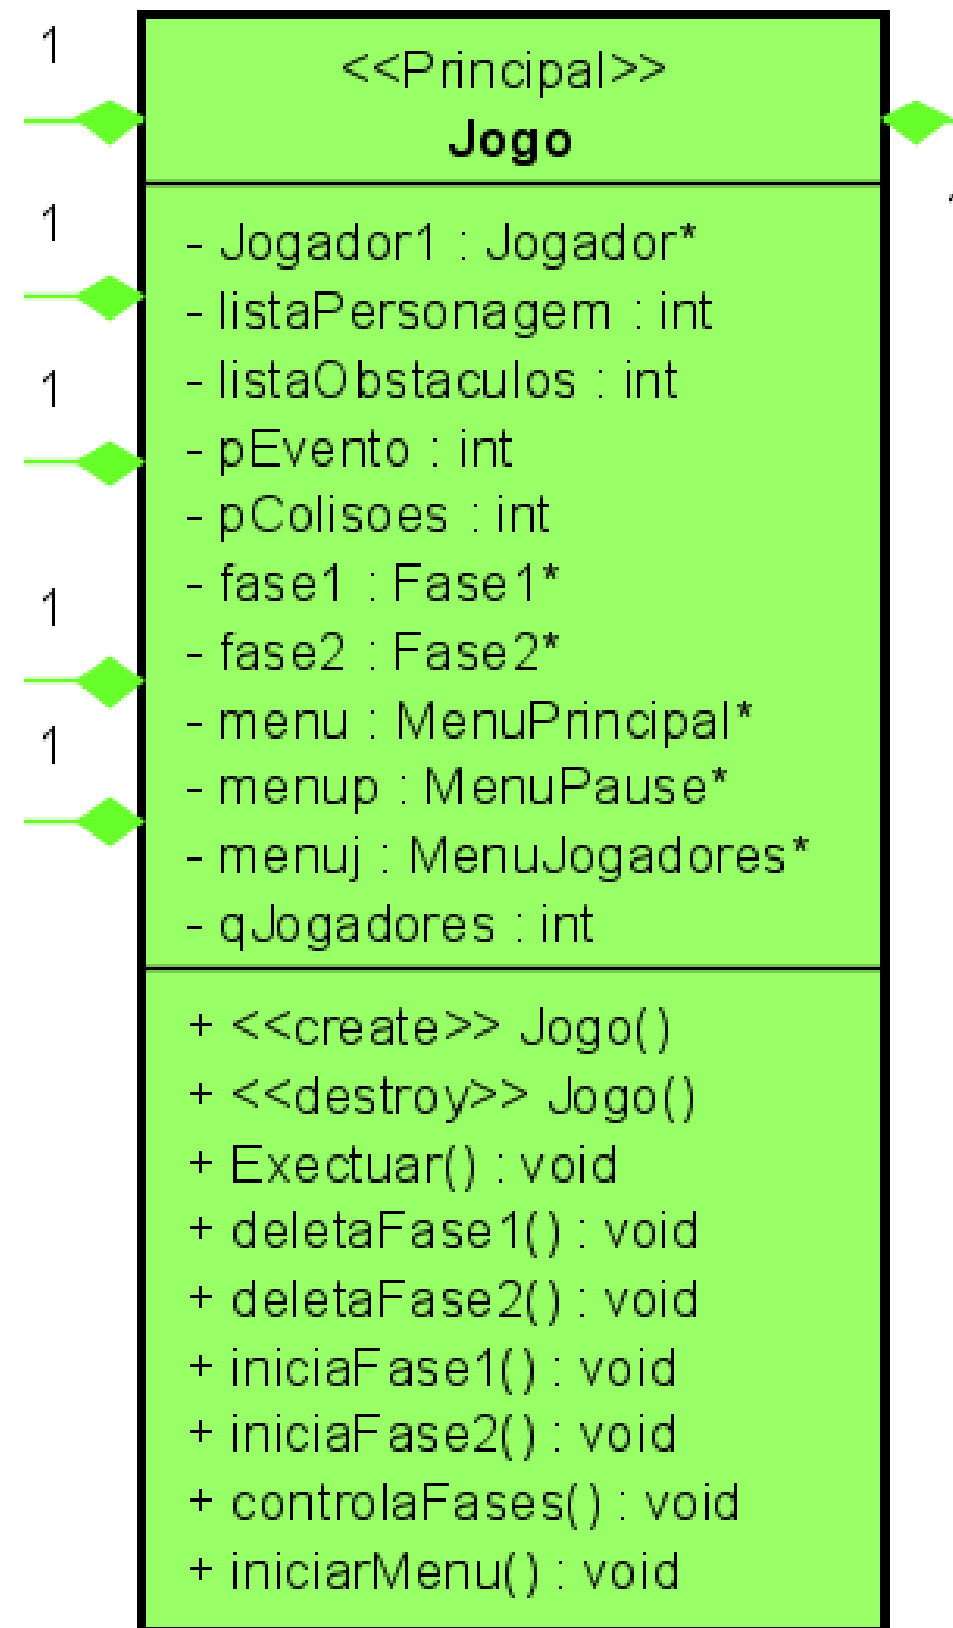 1
<<Principal>>
Jogo
1
- Jogador1 : Jogador*
- listaPersonagem : int
1
- listaObstaculos : int
- pEvento : int
- pColisoes : int
- fase1 : Fase1*
1
- fase2 : Fase2*
- menu : MenuPrincipal*
1
- menup : MenuPause*
- menuj : MenuJogadores*
- qJogadores : int
+ <<create>> Jogo()
+ <<destroy>> Jogo()
+ Exectuar() : void
+ deletaFase1() : void
+ deletaFase2() : void
+ iniciaFase1() : void
+ iniciaFase2() : void
+ controlaFases() : void
+ iniciarMenu() : void